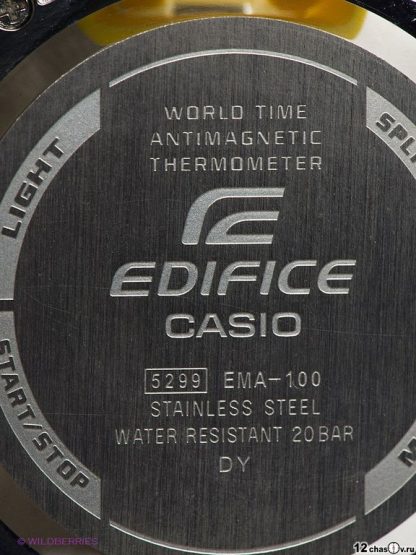 WORLD TIME
ANTIMAGNETIC
THERMOMETER
EDIFICE
CASIO
5299 EMA-100
STAINLESS STEEL
WATER RESISTANT 20BAR
DY
LIGHT
START/STOP
© WILDBERRIES
12chasov.ru